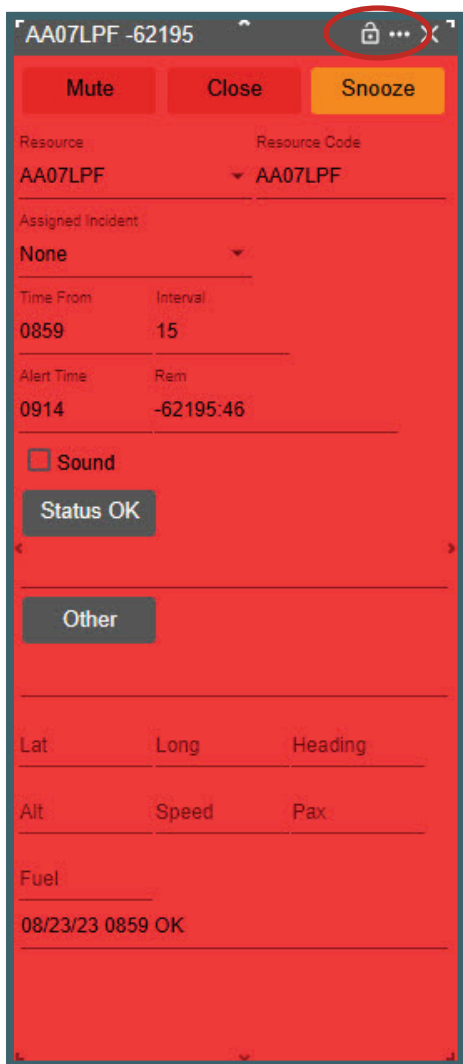 AA07LPF -62195
Mute Close Snooze
Resource Resource Code
AA07LPF AA07LPF
Assigned Incident
None
Time From Interval
0859 15
Alert Time Rem
0914 -62195:46
Sound
Status OK
Other
Lat Long Heading
Alt Speed Pax
Fuel
08/23/23 0859 OK